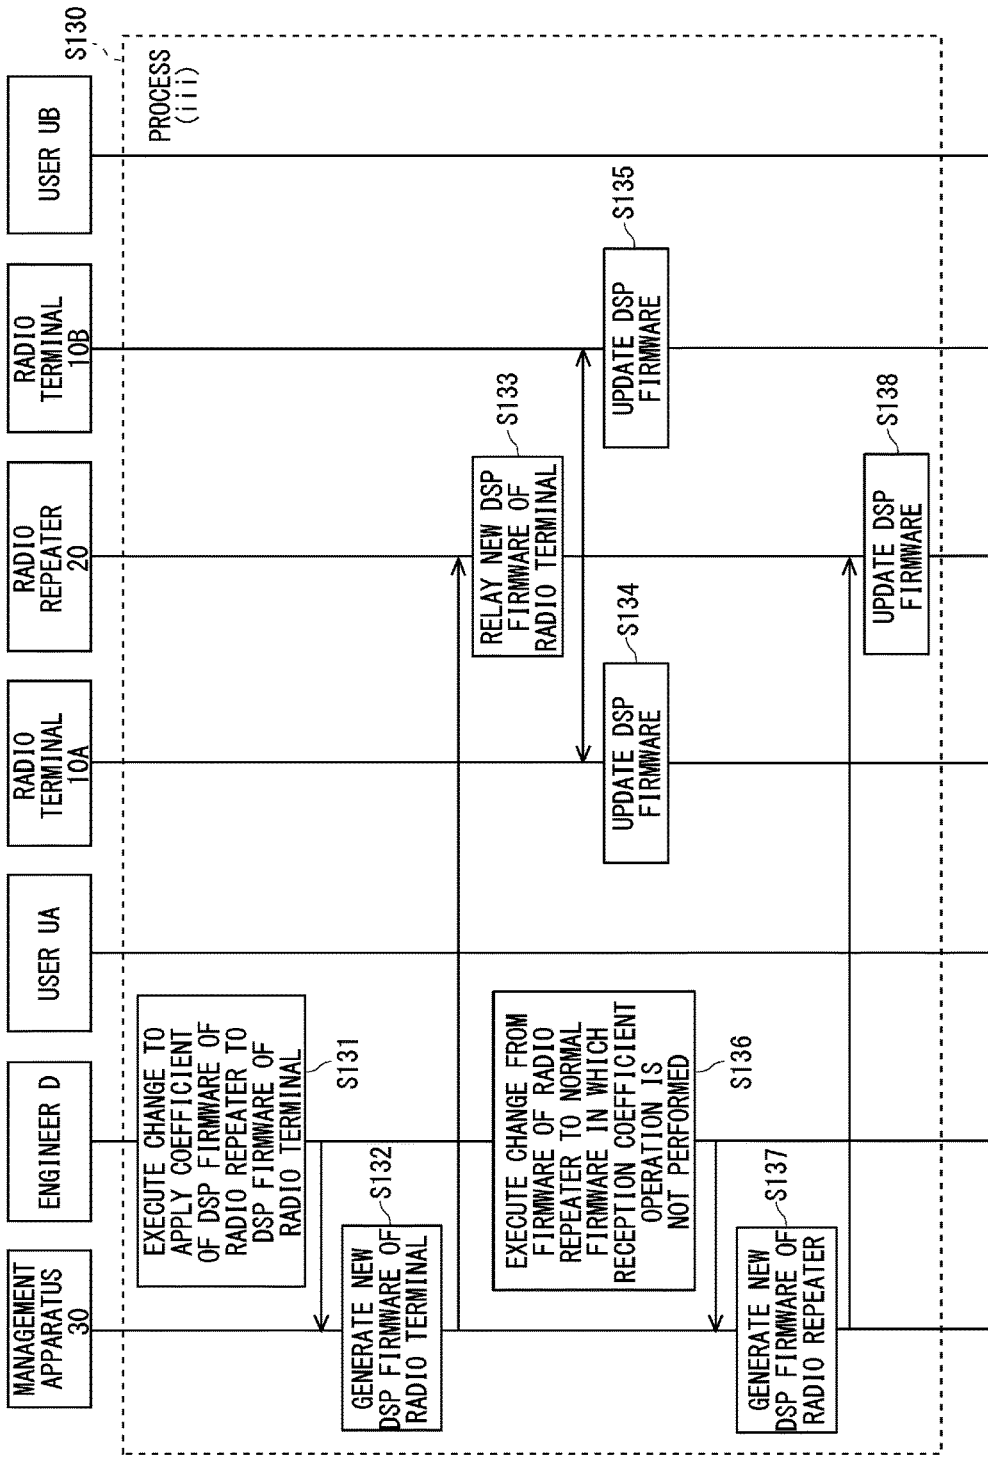 S130
MANAGEMENT
APPARATUS
30
ENGINEER D
USER UA
RADIO
TERMINAL
10A
RADIO
REPEATER
20
RADIO
TERMINAL
10B
USER UB
PROCESS
(iii)
EXECUTE CHANGE TO
APPLY COEFFICIENT
OF DSP FIRMWARE OF
RADIO REPEATER TO
DSP FIRMWARE OF
RADIO TERMINAL
S131
GENERATE NEW
DSP FIRMWARE OF
RADIO TERMINAL
S132
RELAY NEW DSP
FIRMWARE OF
RADIO TERMINAL
S133
UPDATE DSP
FIRMWARE
S134
UPDATE DSP
FIRMWARE
S135
EXECUTE CHANGE FROM
FIRMWARE OF RADIO
REPEATER TO NORMAL
FIRMWARE IN WHICH
RECEPTION COEFFICIENT
OPERATION IS
NOT PERFORMED
S136
GENERATE NEW
DSP FIRMWARE OF
RADIO REPEATER
S137
UPDATE DSP
FIRMWARE
S138